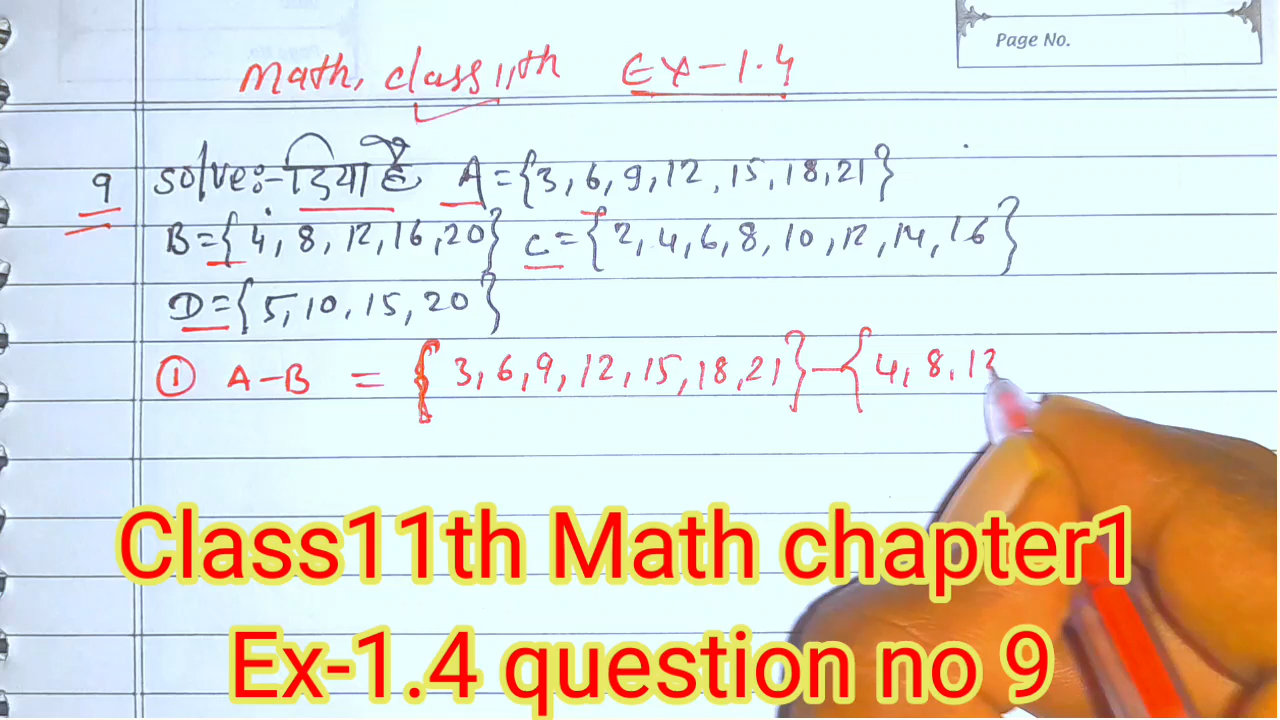 Page No.
Math, class 11th Ex-1.4
9 solve:- दिया है A={3,6,9,12,15,18,21}
B={4,8,12,16,20} C={2,4,6,8,10,12,14,16}
D={5,10,15,20}
① A-B = {3,6,9,12,15,18,21}-{4,8,12
Class11th Math chapter1
Ex-1.4 question no 9